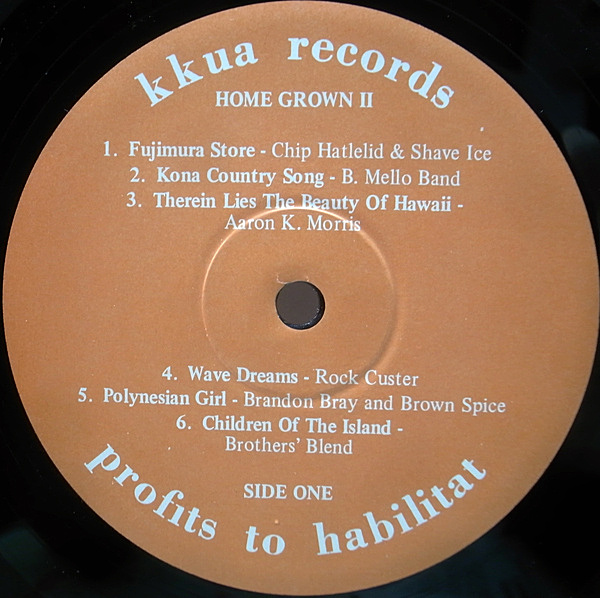 kkua records
HOME GROWN II
1. Fujimura Store - Chip Hatlelid & Shave Ice
2. Kona Country Song - B. Mello Band
3. Therein Lies The Beauty Of Hawaii -
Aaron K. Morris
4. Wave Dreams - Rock Custer
5. Polynesian Girl - Brandon Bray and Brown Spice
6. Children Of The Island -
Brothers' Blend
SIDE ONE
profits to habilitat